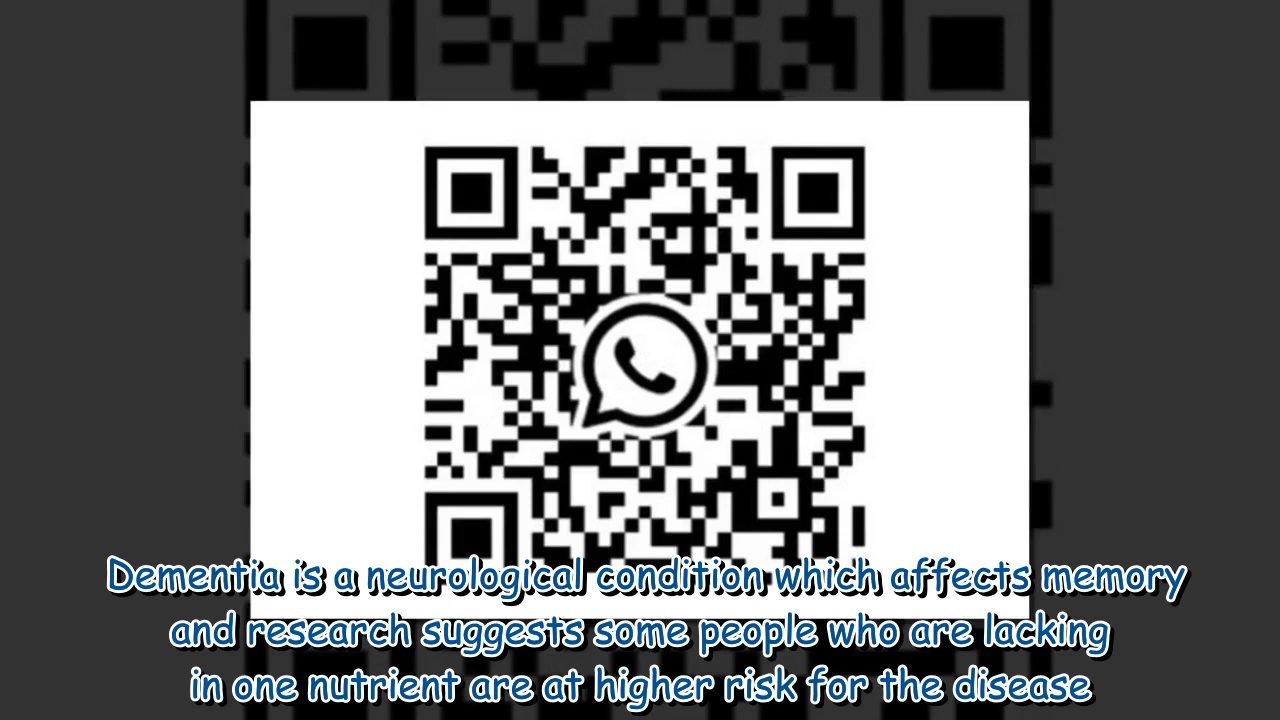 Dementia is a neurological condition which affects memory
and research suggests some people who are lacking
in one nutrient are at higher risk for the disease